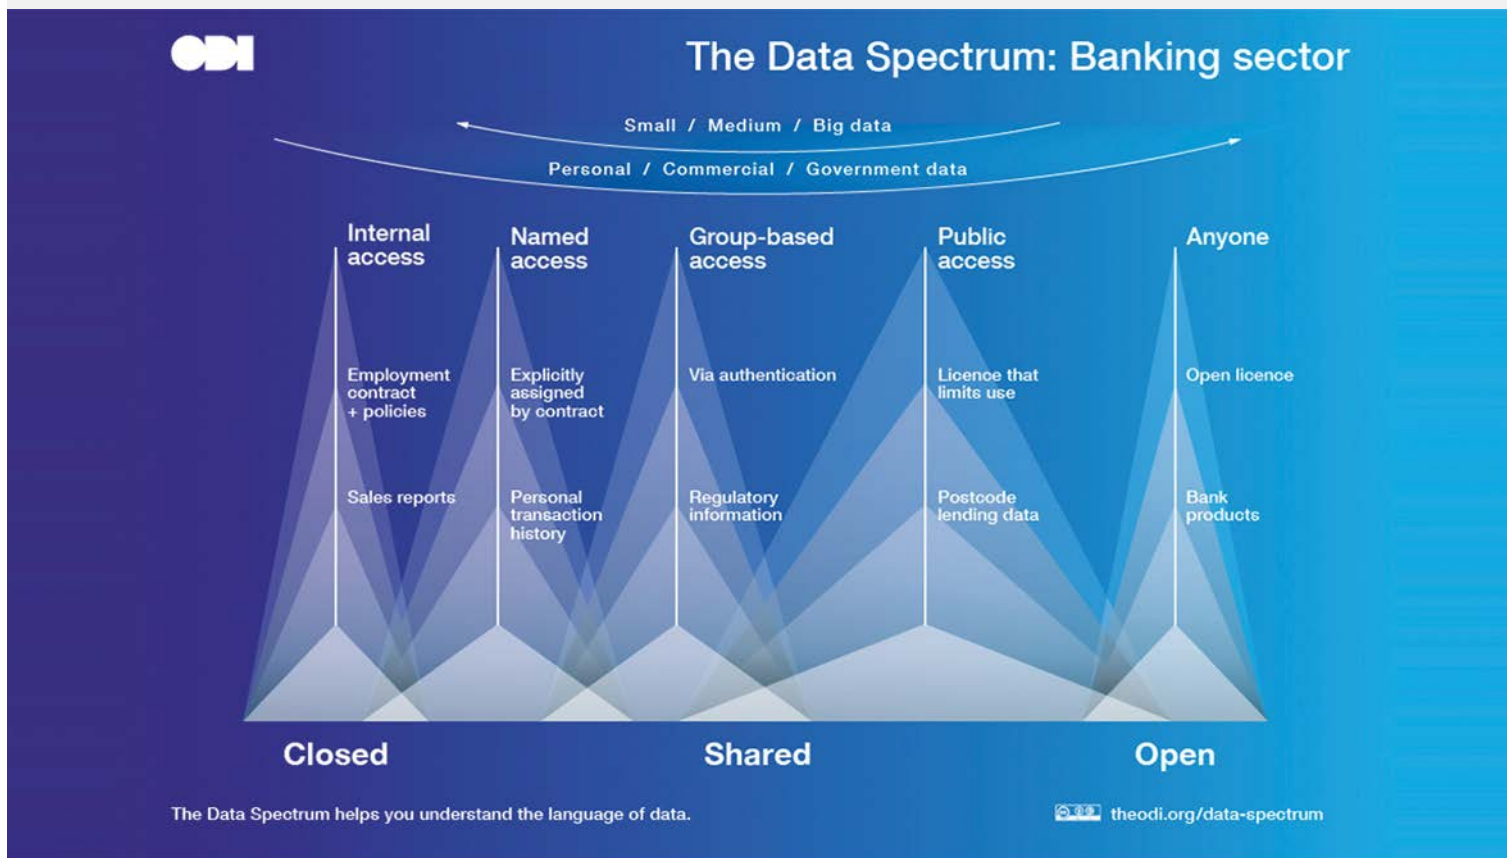 ODI
The Data Spectrum: Banking sector
Small / Medium / Big data
Personal / Commercial / Government data
Internal
access
Named
access
Group-based
access
Public
access
Anyone
Employment
contract
+ policies
Explicitly
assigned
by contract
Via authentication
Licence that
limits use
Open licence
Sales reports
Personal
transaction
history
Regulatory
information
Postcode
lending data
Bank
products
Closed
Shared
Open
The Data Spectrum helps you understand the language of data.
theodi.org/data-spectrum